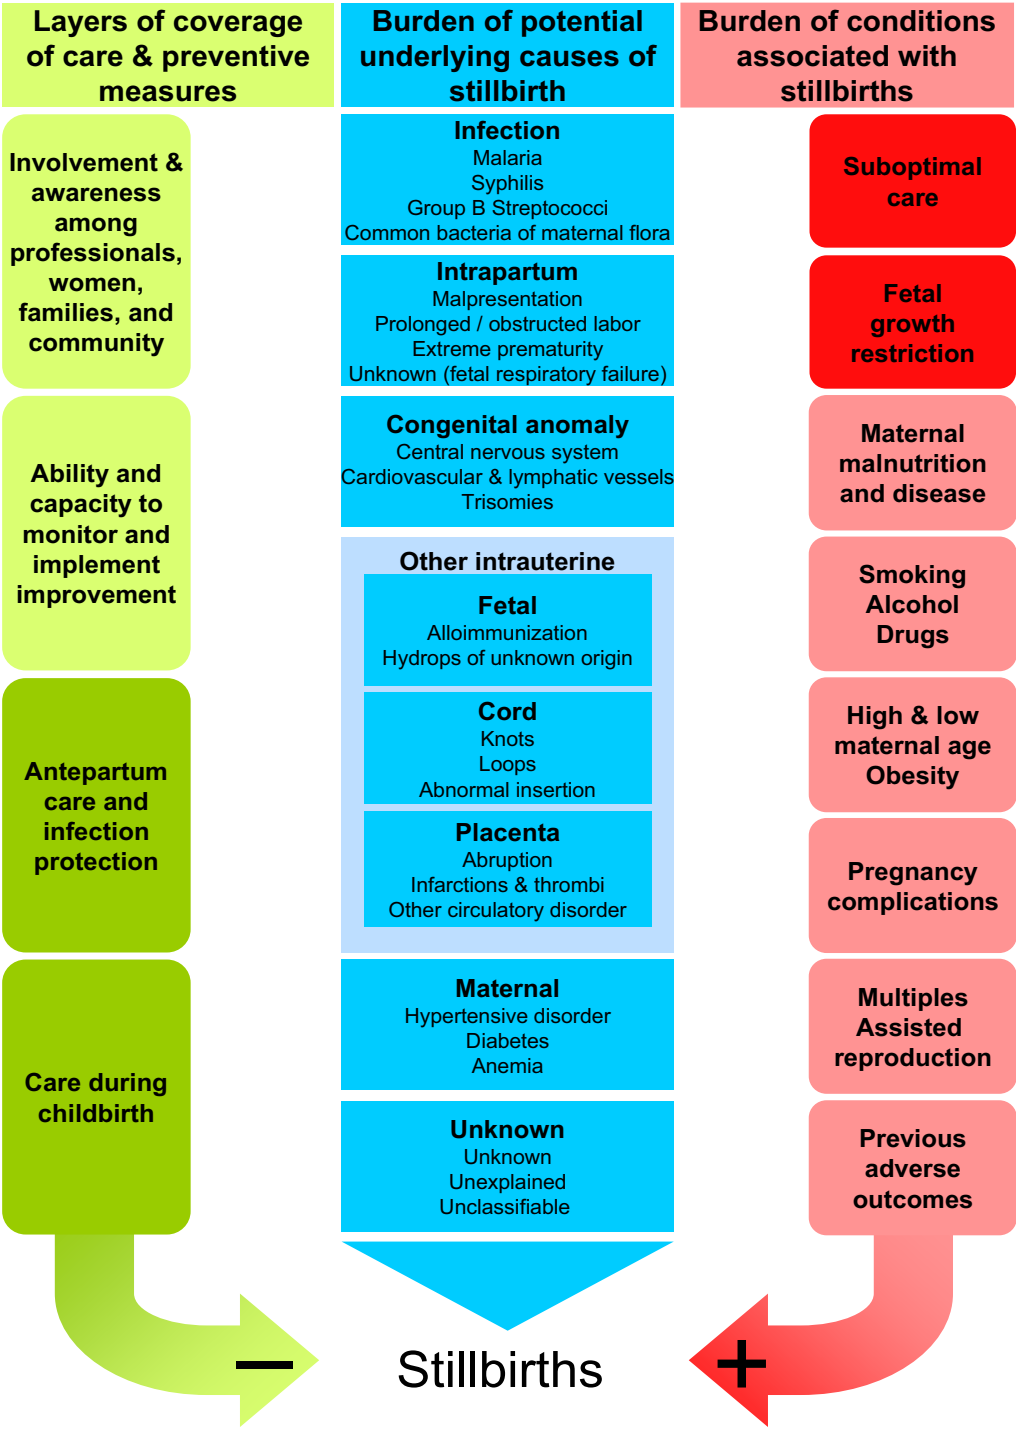 Layers of coverage
of care & preventive
measures
Burden of potential
underlying causes of
stillbirth
Burden of conditions
associated with
stillbirths
Involvement &
awareness
among
professionals,
women,
families, and
community
Ability and
capacity to
monitor and
implement
improvement
Antepartum
care and
infection
protection
Care during
childbirth
Infection
Malaria
Syphilis
Group B Streptococci
Common bacteria of maternal flora
Intrapartum
Malpresentation
Prolonged / obstructed labor
Extreme prematurity
Unknown (fetal respiratory failure)
Congenital anomaly
Central nervous system
Cardiovascular & lymphatic vessels
Trisomies
Other intrauterine
Fetal
Alloimmunization
Hydrops of unknown origin
Cord
Knots
Loops
Abnormal insertion
Placenta
Abruption
Infarctions & thrombi
Other circulatory disorder
Maternal
Hypertensive disorder
Diabetes
Anemia
Unknown
Unknown
Unexplained
Unclassifiable
Suboptimal
care
Fetal
growth
restriction
Maternal
malnutrition
and disease
Smoking
Alcohol
Drugs
High & low
maternal age
Obesity
Pregnancy
complications
Multiples
Assisted
reproduction
Previous
adverse
outcomes
–
Stillbirths
+